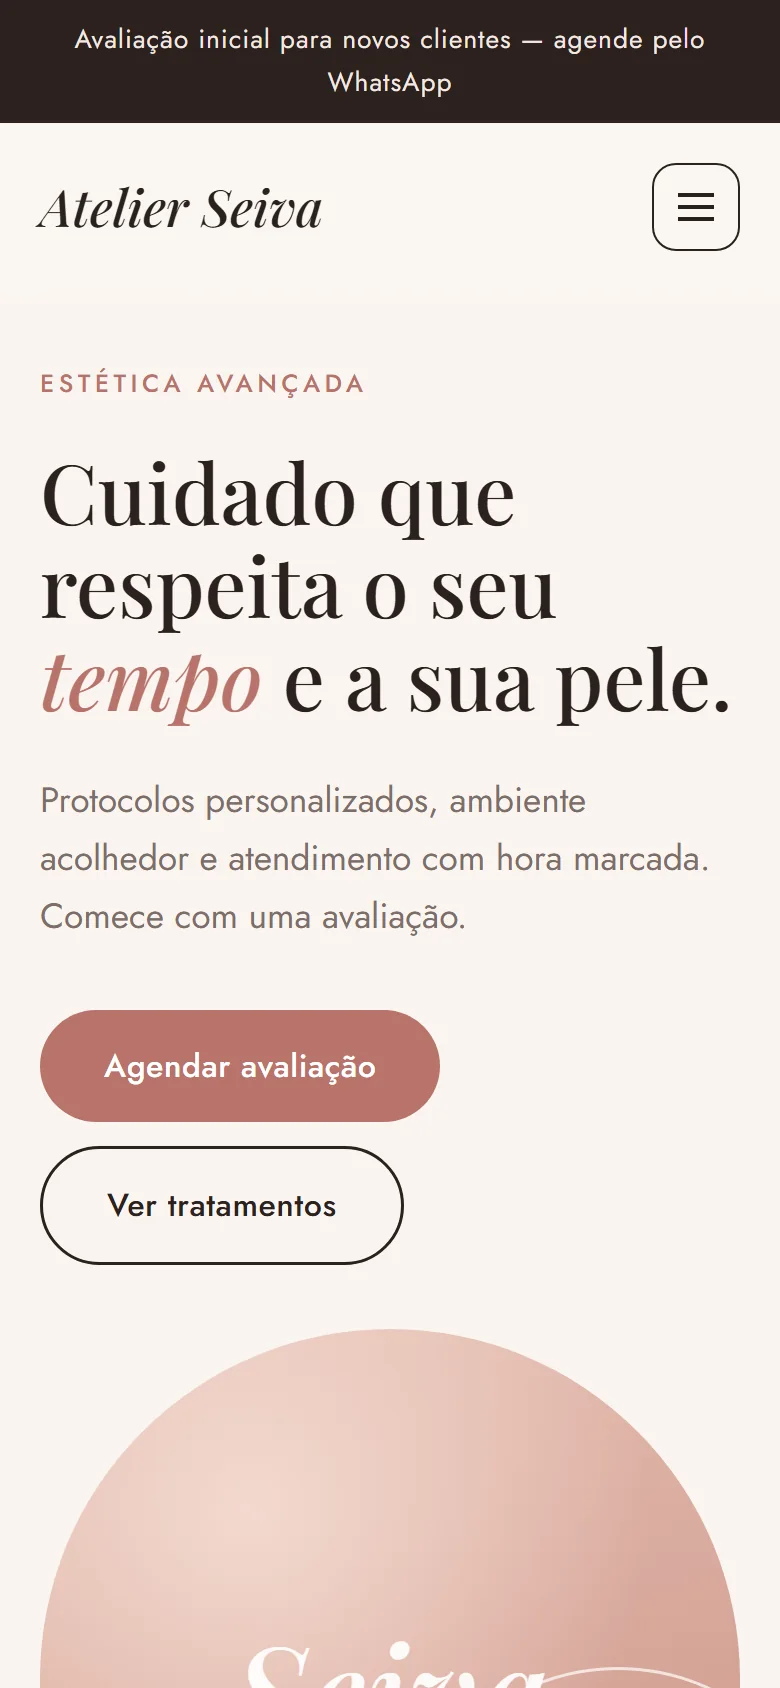 Avaliação inicial para novos clientes — agende pelo
WhatsApp
Atelier Seiva
ESTÉTICA AVANÇADA
Cuidado que
respeita o seu
tempo e a sua pele.
Protocolos personalizados, ambiente
acolhedor e atendimento com hora marcada.
Comece com uma avaliação.
Agendar avaliação
Ver tratamentos
Seiva